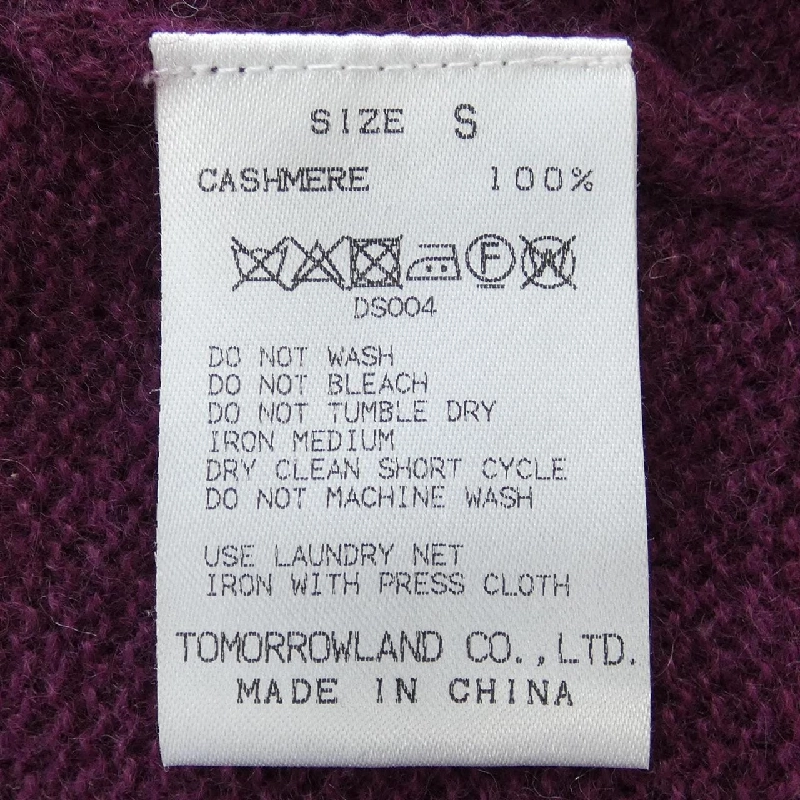 SIZE S
CASHMERE 100%
F W
DS004
DO NOT WASH
DO NOT BLEACH
DO NOT TUMBLE DRY
IRON MEDIUM
DRY CLEAN SHORT CYCLE
DO NOT MACHINE WASH
USE LAUNDRY NET
IRON WITH PRESS CLOTH
TOMORROWLAND CO.,LTD.
MADE IN CHINA